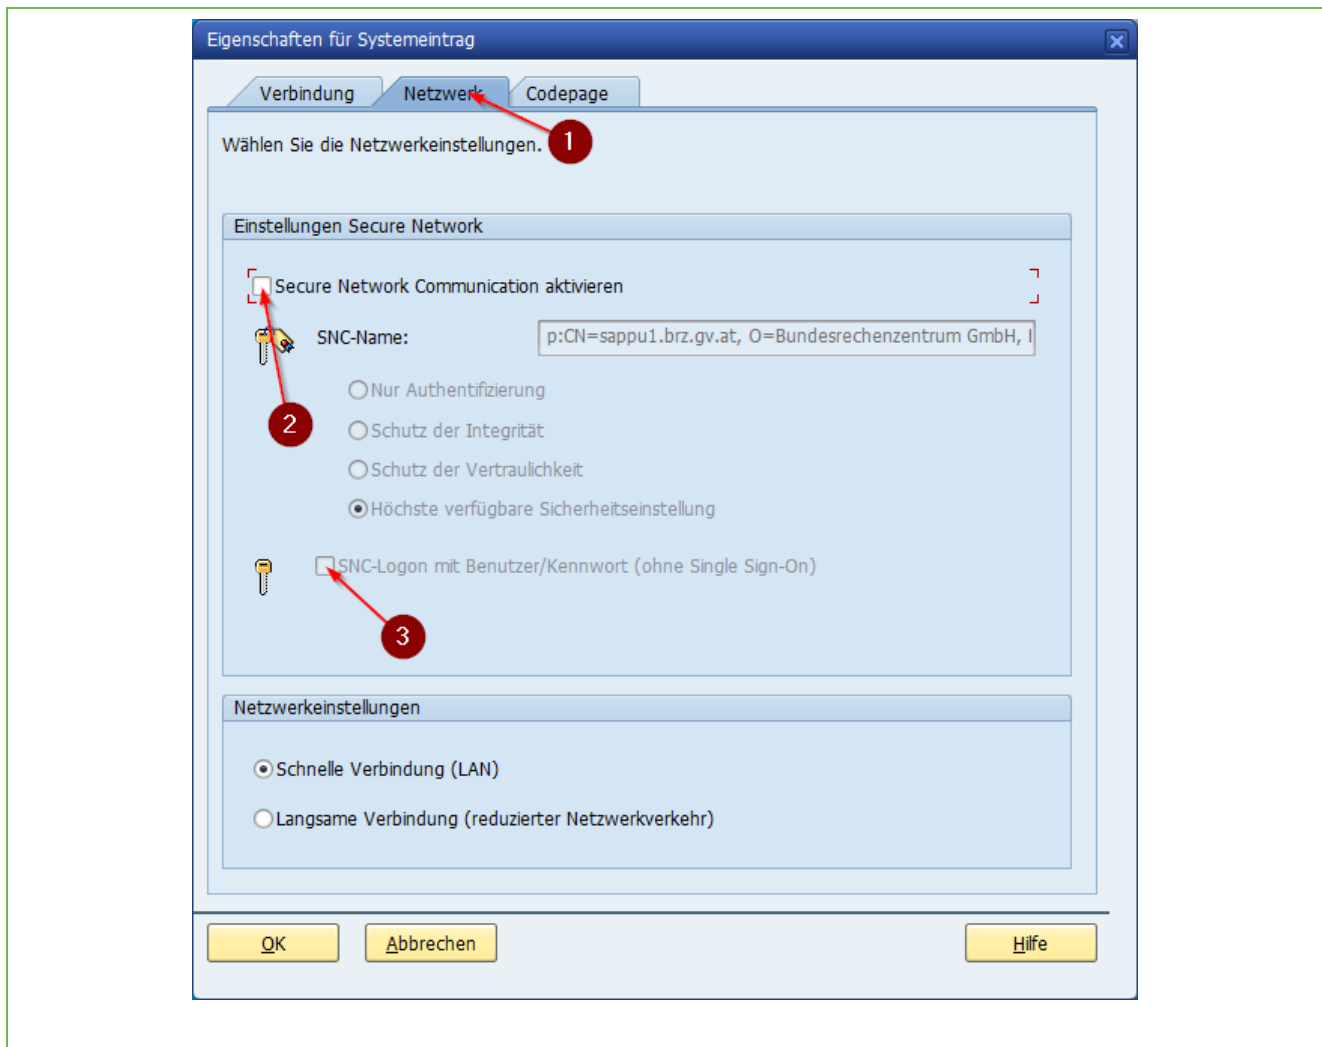 Eigenschaften für Systemeintrag
Verbindung Netzwerk Codepage
1
Wählen Sie die Netzwerkeinstellungen.
Einstellungen Secure Network
Secure Network Communication aktivieren
SNC-Name: p:CN=sappu1.brz.gv.at, O=Bundesrechenzentrum GmbH,
Nur Authentifizierung
2
Schutz der Integrität
Schutz der Vertraulichkeit
Höchste verfügbare Sicherheitseinstellung
SNC-Logon mit Benutzer/Kennwort (ohne Single Sign-On)
3
Netzwerkeinstellungen
Schnelle Verbindung (LAN)
Langsame Verbindung (reduzierter Netzwerkverkehr)
OK Abbrechen Hilfe